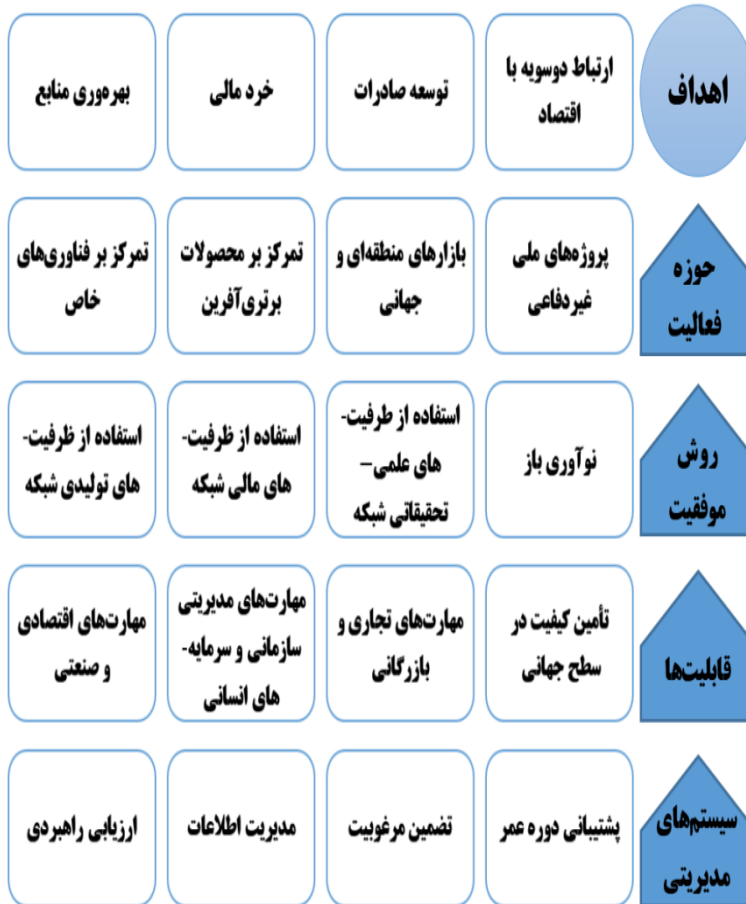 اهداف
ارتباط دوسویه با
اقتصاد
توسعه صادرات
خرد مالی
بهره‌وری منابع
حوزه
فعالیت
پروژه‌های ملی
غیردفاعی
بازارهای منطقه‌ای و
جهانی
تمرکز بر محصولات
برتری‌آفرین
تمرکز بر فناوری‌های
خاص
روش
موفقیت
نوآوری باز
استفاده از طرفیت-
های علمی–
تحقیقاتی شبکه
استفاده از ظرفیت-
های مالی شبکه
استفاده از ظرفیت-
های تولیدی شبکه
قابلیت‌ها
تأمین کیفیت در
سطح جهانی
مهارت‌های تجاری و
بازرگانی
مهارت‌های مدیریتی
سازمانی و سرمایه-
های انسانی
مهارت‌های اقتصادی
و صنعتی
سیستم‌های
مدیریتی
پشتیبانی دوره عمر
تضمین مرغوبیت
مدیریت اطلاعات
ارزیابی راهبردی